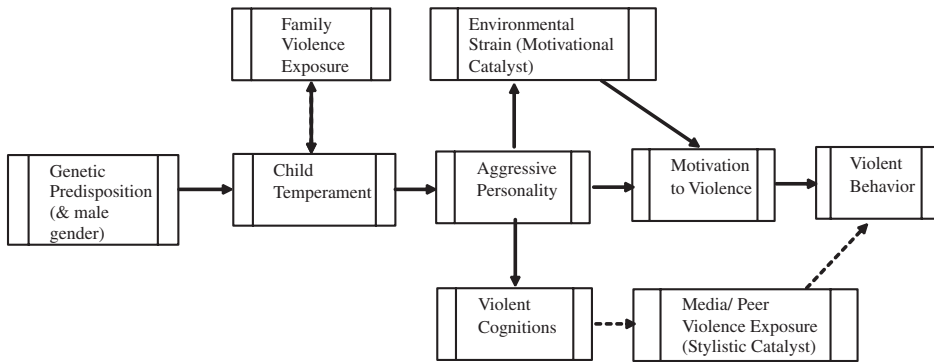 Family
Violence
Exposure
Environmental
Strain (Motivational
Catalyst)
Genetic
Predisposition
(& male
gender)
Child
Temperament
Aggressive
Personality
Motivation
to Violence
Violent
Behavior
Violent
Cognitions
Media/ Peer
Violence Exposure
(Stylistic Catalyst)